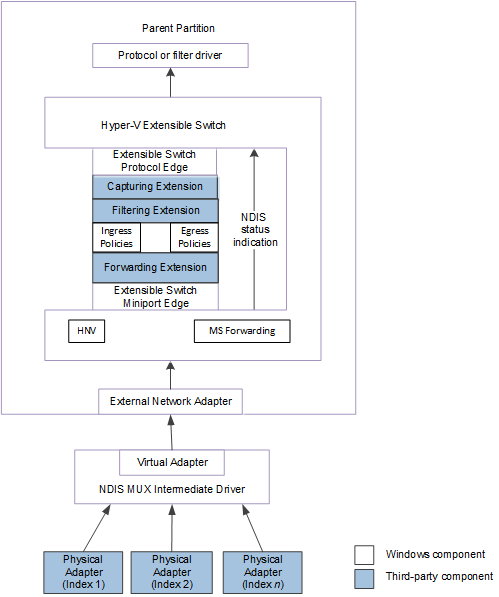 Parent Partition
Protocol or filter driver
Hyper-V Extensible Switch
Extensible Switch
Protocol Edge
Capturing Extension
Filtering Extension
Ingress
Policies
Egress
Policies
NDIS
status
indication
Forwarding Extension
Extensible Switch
Miniport Edge
HNV
MS Forwarding
External Network Adapter
Virtual Adapter
NDIS MUX Intermediate Driver
Physical
Adapter
(Index 1)
Physical
Adapter
(Index 2)
Physical
Adapter
(Index n)
Windows component
Third-party component